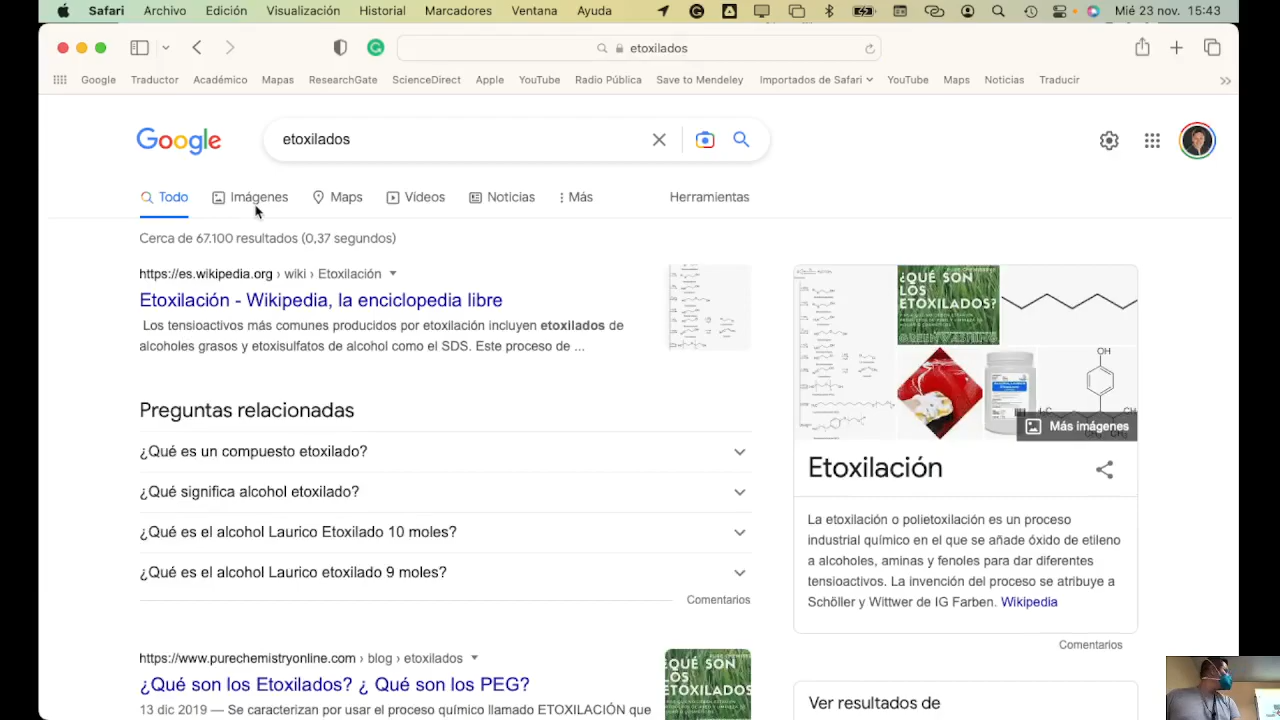 Safari Archivo Edición Visualización Historial Marcadores Ventana Ayuda Mié 23 nov. 15:43
etoxilados
Google Traductor Académico Mapas ResearchGate ScienceDirect Apple YouTube Radio Pública Save to Mendeley Importados de Safari YouTube Maps Noticias Traducir
Google etoxilados
Todo Imágenes Maps Vídeos Noticias Más Herramientas
Cerca de 67.100 resultados (0,37 segundos)
https://es.wikipedia.org › wiki › Etoxilación
Etoxilación - Wikipedia, la enciclopedia libre
Los tensioactivos más comunes producidos por etoxilación incluyen etoxilados de
alcoholes grasos y etoxisulfatos de alcohol como el SDS. Este proceso de ...
Preguntas relacionadas
¿Qué es un compuesto etoxilado?
¿Qué significa alcohol etoxilado?
¿Qué es el alcohol Laurico Etoxilado 10 moles?
¿Qué es el alcohol Laurico etoxilado 9 moles?
Comentarios
https://www.purechemistryonline.com › blog › etoxilados
¿Qué son los Etoxilados? ¿ Qué son los PEG?
13 dic 2019 — Se caracterizan por usar el proceso químico llamado ETOXILACIÓN que
¿QUÉ SON
LOS
ETOXILADOS?
¿QUÉ SON
LOS
ETOXILADOS?
OH
Más imágenes
Etoxilación
La etoxilación o polietoxilación es un proceso
industrial químico en el que se añade óxido de etileno
a alcoholes, aminas y fenoles para dar diferentes
tensioactivos. La invención del proceso se atribuye a
Schöller y Wittwer de IG Farben. Wikipedia
Comentarios
Ver resultados de